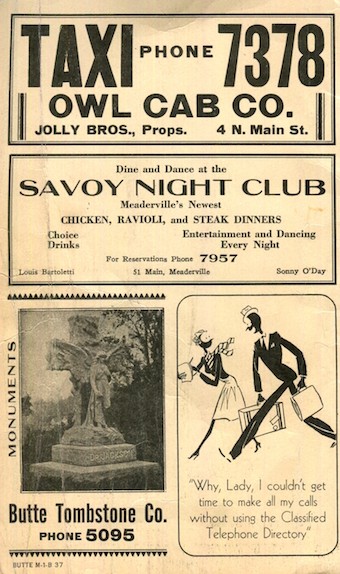 TAXI PHONE 7378
OWL CAB CO.
JOLLY BROS., Props. 4 N. Main St.
Dine and Dance at the
SAVOY NIGHT CLUB
Meaderville's Newest
CHICKEN, RAVIOLI, and STEAK DINNERS
Choice Entertainment and Dancing
Drinks Every Night
For Reservations Phone 7957
Louis Bartoletti 51 Main, Meaderville Sonny O'Day
MONUMENTS
DR. JACKSON
Butte Tombstone Co.
PHONE 5095
"Why, Lady, I couldn't get
time to make all my calls
without using the Classified
Telephone Directory"
BUTTE M-1-B 37